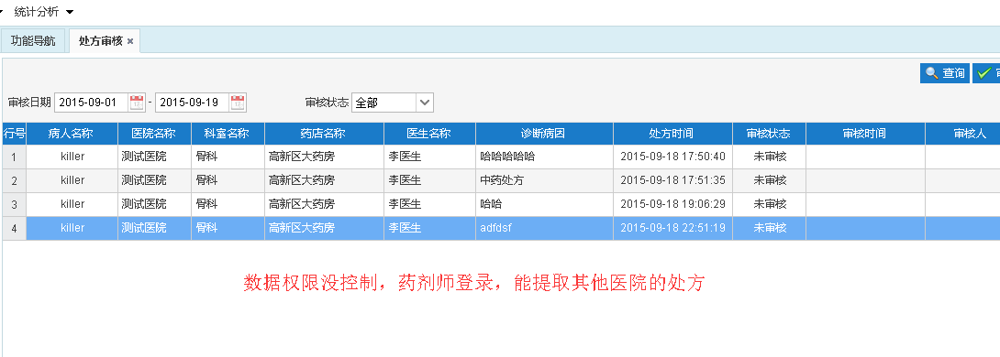 统计分析
功能导航 处方审核
查询
审核日期 2015-09-01 - 2015-09-19 审核状态 全部
行号 病人名称 医院名称 科室名称 药店名称 医生名称 诊断病因 处方时间 审核状态 审核时间 审核人
1 killer 测试医院 骨科 高新区大药房 李医生 哈哈哈哈哈 2015-09-18 17:50:40 未审核
2 killer 测试医院 骨科 高新区大药房 李医生 中药处方 2015-09-18 17:51:35 未审核
3 killer 测试医院 骨科 高新区大药房 李医生 哈哈 2015-09-18 19:06:29 未审核
4 killer 测试医院 骨科 高新区大药房 李医生 adfdsf 2015-09-18 22:51:19 未审核
数据权限没控制，药剂师登录，能提取其他医院的处方